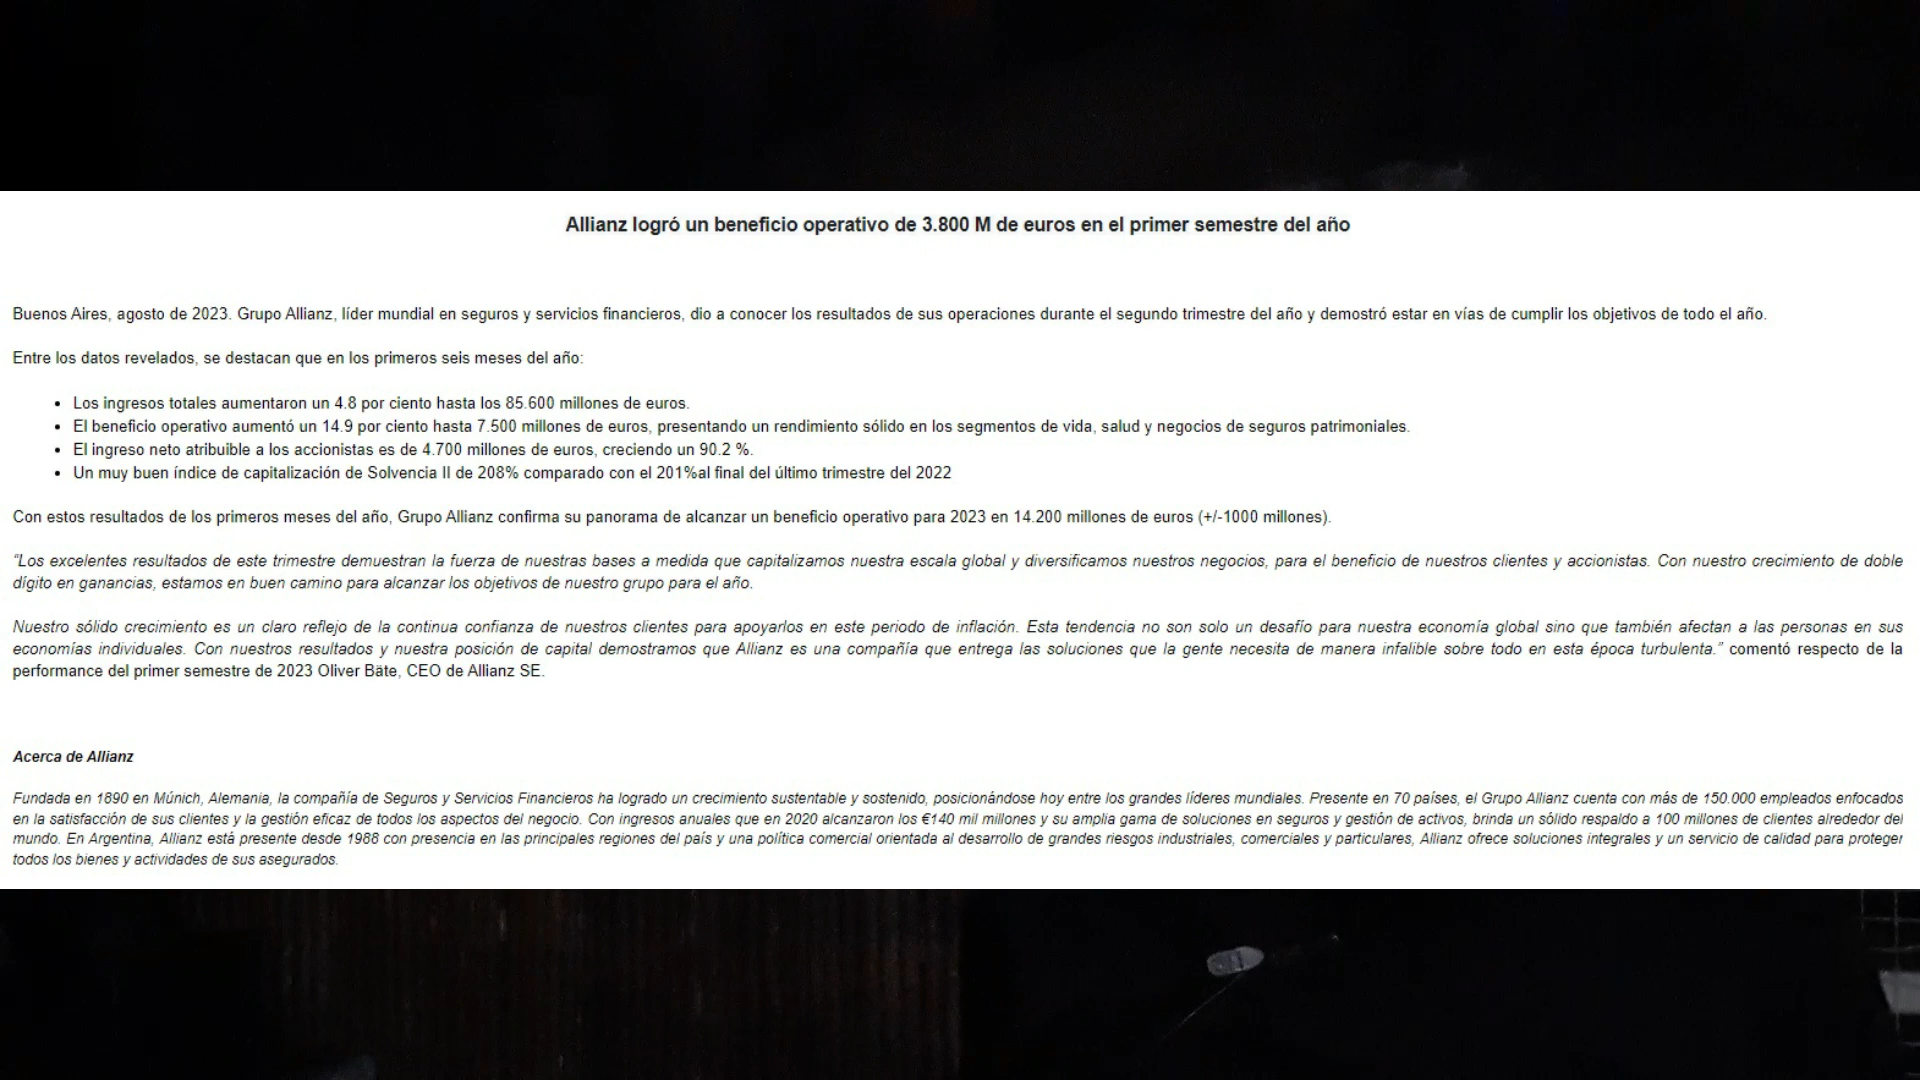 Allianz logró un beneficio operativo de 3.800 M de euros en el primer semestre del año
Buenos Aires, agosto de 2023. Grupo Allianz, líder mundial en seguros y servicios financieros, dio a conocer los resultados de sus operaciones durante el segundo trimestre del año y demostró estar en vías de cumplir los objetivos de todo el año.
Entre los datos revelados, se destacan que en los primeros seis meses del año:
• Los ingresos totales aumentaron un 4.8 por ciento hasta los 85.600 millones de euros.
• El beneficio operativo aumentó un 14.9 por ciento hasta 7.500 millones de euros, presentando un rendimiento sólido en los segmentos de vida, salud y negocios de seguros patrimoniales.
• El ingreso neto atribuible a los accionistas es de 4.700 millones de euros, creciendo un 90.2 %.
• Un muy buen índice de capitalización de Solvencia II de 208% comparado con el 201%al final del último trimestre del 2022
Con estos resultados de los primeros meses del año, Grupo Allianz confirma su panorama de alcanzar un beneficio operativo para 2023 en 14.200 millones de euros (+/-1000 millones).
“Los excelentes resultados de este trimestre demuestran la fuerza de nuestras bases a medida que capitalizamos nuestra escala global y diversificamos nuestros negocios, para el beneficio de nuestros clientes y accionistas. Con nuestro crecimiento de doble
dígito en ganancias, estamos en buen camino para alcanzar los objetivos de nuestro grupo para el año.
Nuestro sólido crecimiento es un claro reflejo de la continua confianza de nuestros clientes para apoyarlos en este periodo de inflación. Esta tendencia no son solo un desafío para nuestra economía global sino que también afectan a las personas en sus
economías individuales. Con nuestros resultados y nuestra posición de capital demostramos que Allianz es una compañía que entrega las soluciones que la gente necesita de manera infalible sobre todo en esta época turbulenta.” comentó respecto de la
performance del primer semestre de 2023 Oliver Bäte, CEO de Allianz SE.
Acerca de Allianz
Fundada en 1890 en Múnich, Alemania, la compañía de Seguros y Servicios Financieros ha logrado un crecimiento sustentable y sostenido, posicionándose hoy entre los grandes líderes mundiales. Presente en 70 países, el Grupo Allianz cuenta con más de 150.000 empleados enfocados
en la satisfacción de sus clientes y la gestión eficaz de todos los aspectos del negocio. Con ingresos anuales que en 2020 alcanzaron los €140 mil millones y su amplia gama de soluciones en seguros y gestión de activos, brinda un sólido respaldo a 100 millones de clientes alrededor del
mundo. En Argentina, Allianz está presente desde 1988 con presencia en las principales regiones del país y una política comercial orientada al desarrollo de grandes riesgos industriales, comerciales y particulares, Allianz ofrece soluciones integrales y un servicio de calidad para proteger
todos los bienes y actividades de sus asegurados.